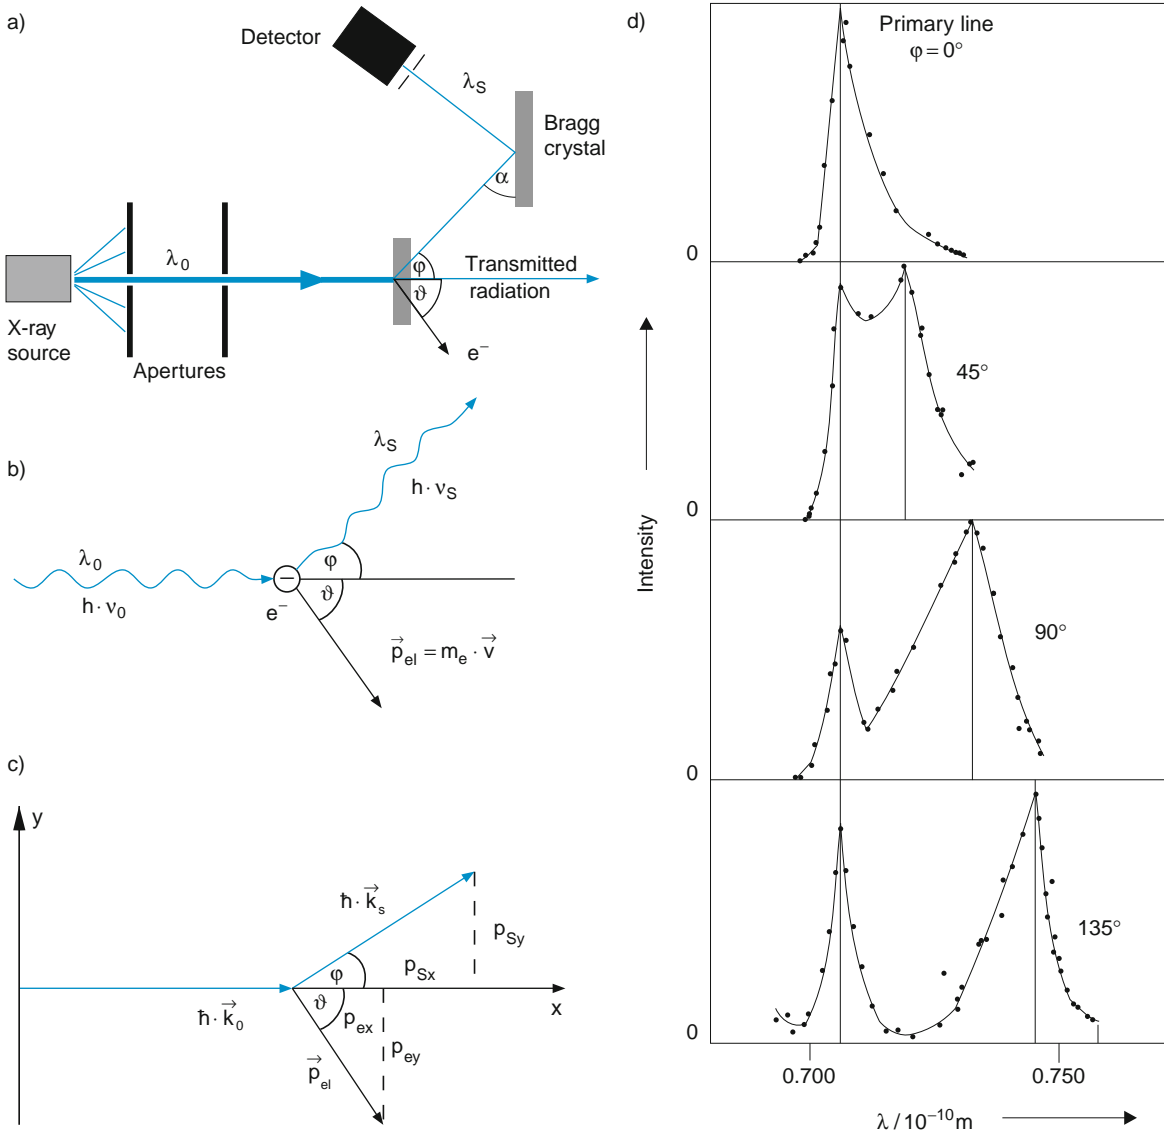 a)
Detector
λS
Bragg
crystal
α
λ0
φ
Transmitted
radiation
ϑ
X-ray
source
Apertures
e−
b)
λS
h · νS
λ0
φ
e−
ϑ
h · ν0
p⃗el = me · v⃗
c)
y
ħ · k⃗s
pSy
φ
pSx
ϑ
x
ħ · k⃗0
pex
pey
p⃗el
d)
Primary line
φ = 0°
0
45°
0
Intensity
90°
0
135°
0
0.700
0.750
λ / 10−10 m